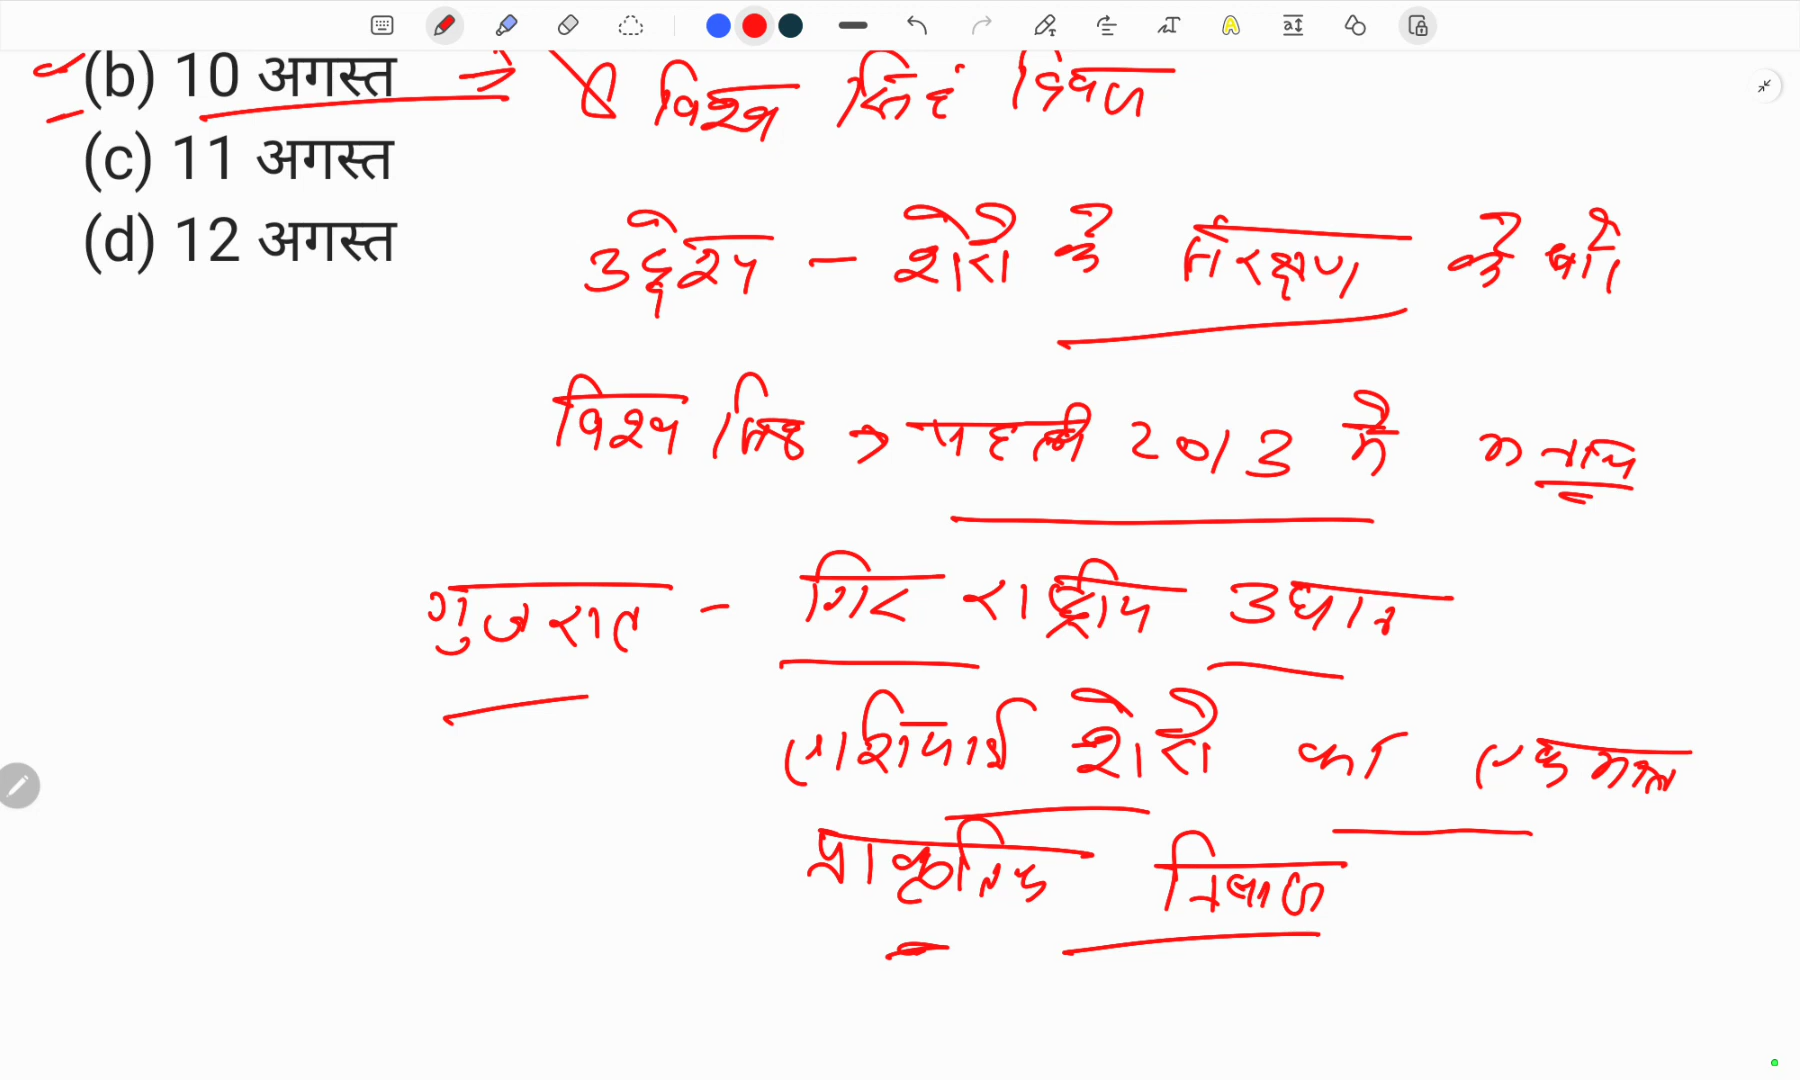 (b) 10 अगस्त → विश्व सिंह दिवस
(c) 11 अगस्त
(d) 12 अगस्त
उद्देश्य - शेरो के संरक्षण के बारे
विश्व सिंह → पहली 2013 में मनाया
गुजरात - गिर राष्ट्रीय उद्यान
एशियाई शेरो का एकमात्र
प्राकृतिक निवास